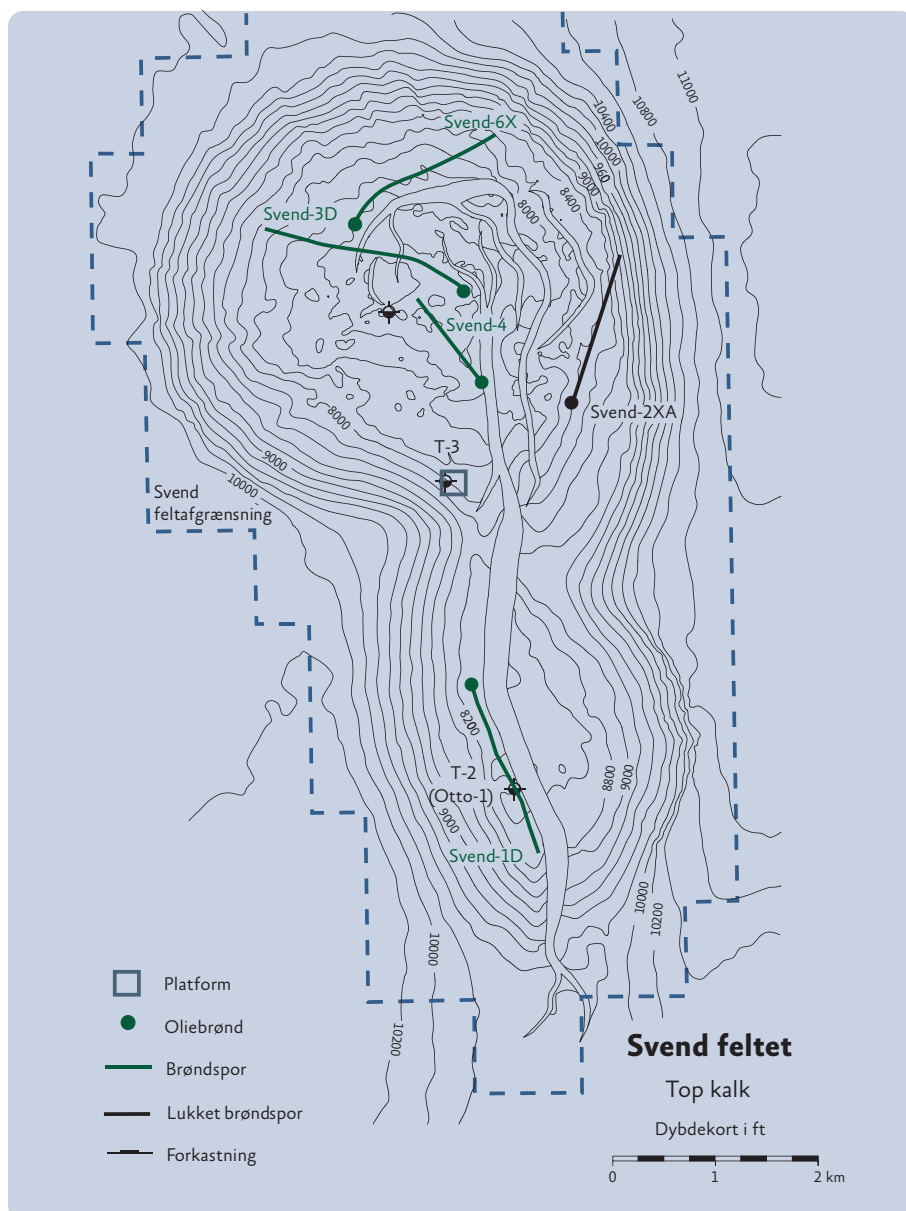 11000
10800
10400
10000
960
9000
8400
8000
Svend-6X
Svend-3D
Svend-4
Svend-2XA
8000
T-3
9000
10000
Svend
feltafgrænsning
8200
T-2
(Otto-1)
8800
9000
9000
Svend-1D
10000
10200
10000
10200
Platform
Oliebrønd
Brøndspor
Lukket brøndspor
Forkastning
Svend feltet
Top kalk
Dybdekort i ft
0 1 2 km